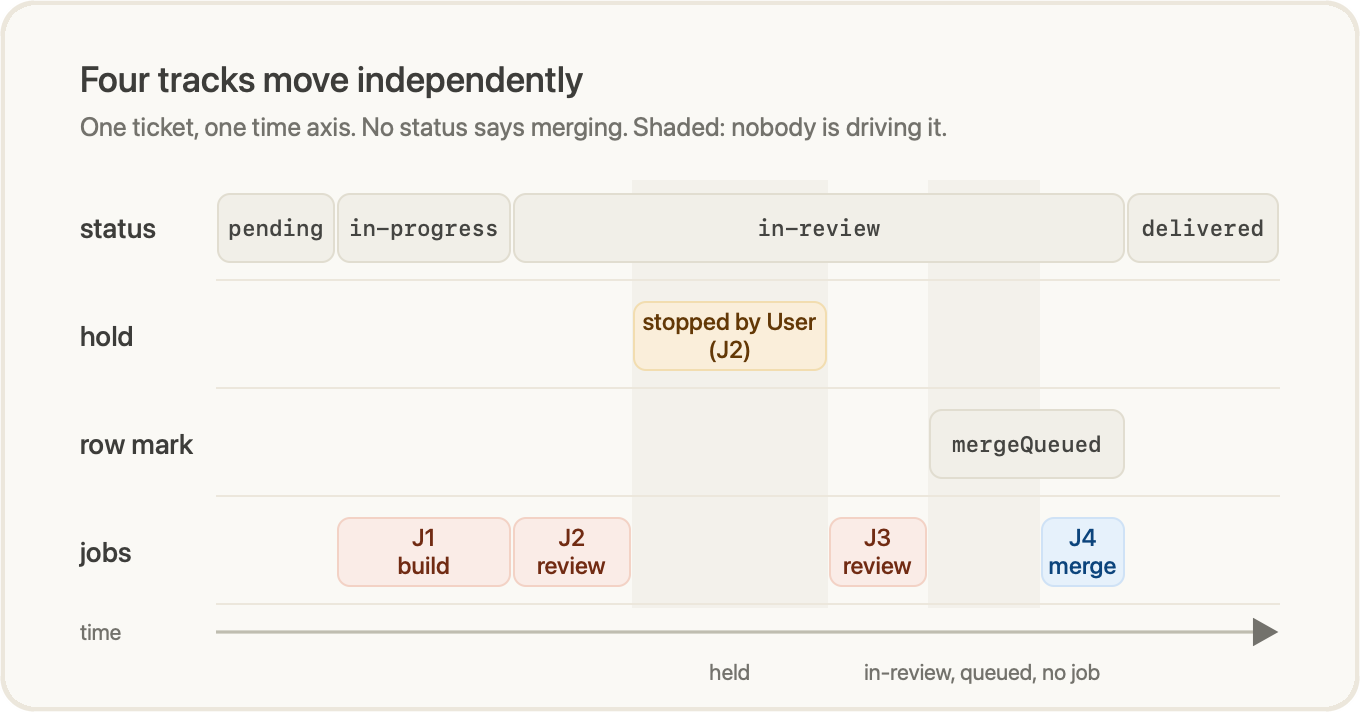 Four tracks move independently
One ticket, one time axis. No status says merging. Shaded: nobody is driving it.
status
pending
in-progress
in-review
delivered
hold
stopped by User
(J2)
row mark
mergeQueued
jobs
J1
build
J2
review
J3
review
J4
merge
time
held
in-review, queued, no job